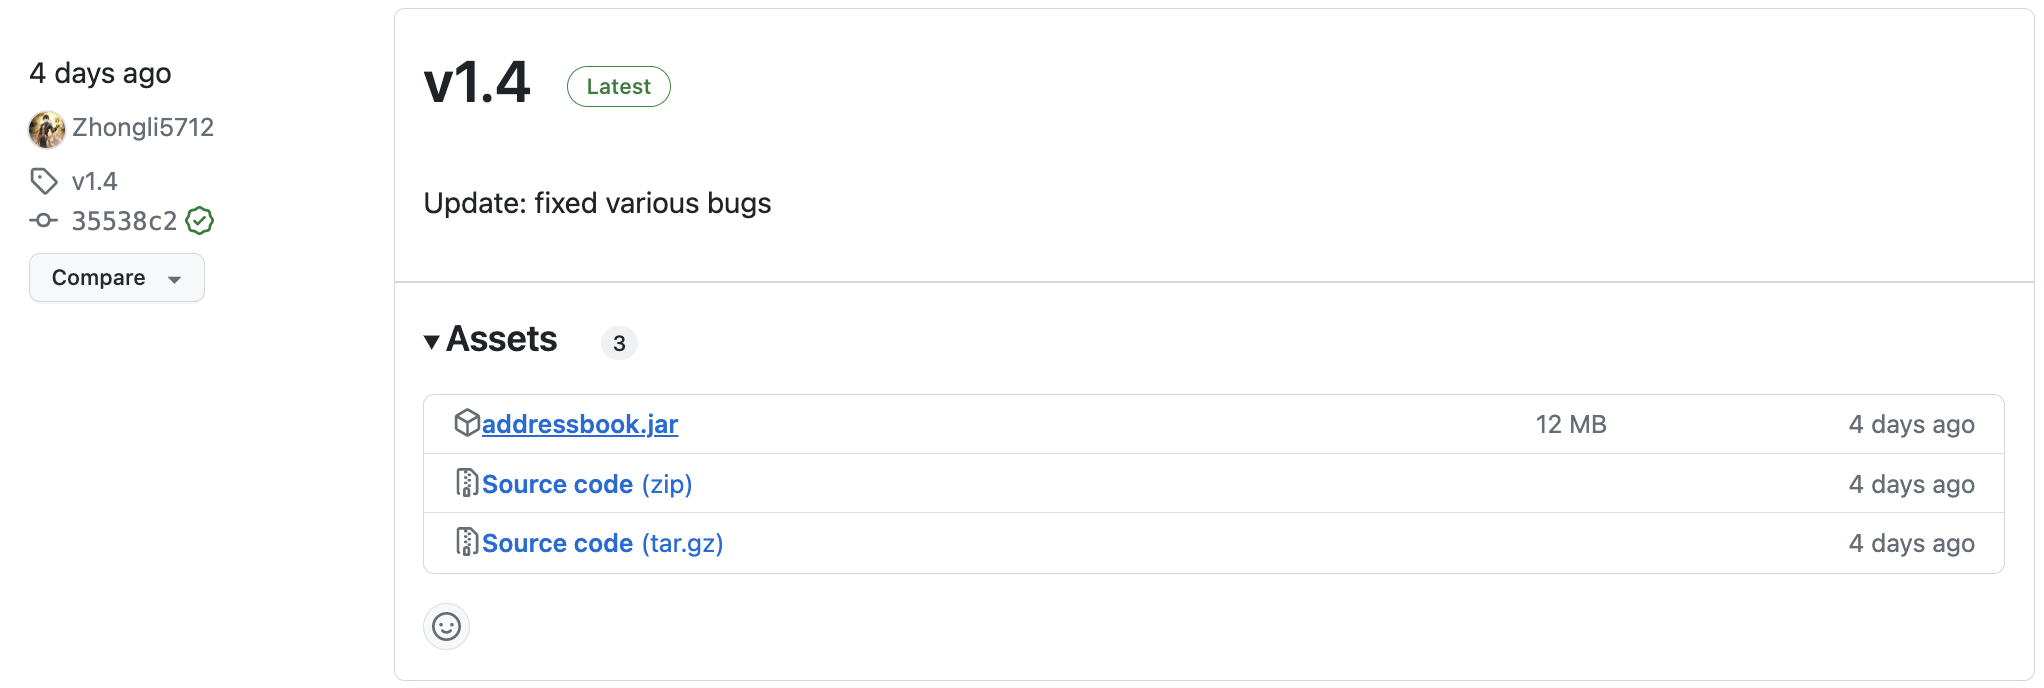 4 days ago
Zhongli5712
v1.4
35538c2
Compare
v1.4 Latest
Update: fixed various bugs
Assets 3
addressbook.jar 12 MB 4 days ago
Source code (zip) 4 days ago
Source code (tar.gz) 4 days ago